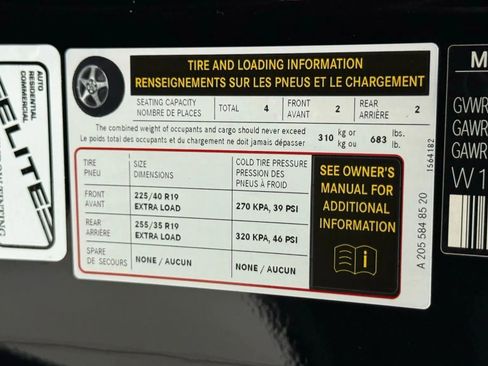 TIRE AND LOADING INFORMATION
RENSEIGNEMENTS SUR LES PNEUS ET LE CHARGEMENT
SEATING CAPACITY
NOMBRE DE PLACES
TOTAL 4
FRONT
AVANT
2
REAR
ARRIÈRE
2
The combined weight of occupants and cargo should never exceed
Le poids total des occupants et du chargement ne doit jamais dépasser
310 kg or
kg ou
683 lbs.
lb.
TIRE
PNEU
SIZE
DIMENSIONS
COLD TIRE PRESSURE
PRESSION DES
PNEUS À FROID
FRONT
AVANT
225/40 R19
EXTRA LOAD
270 KPA, 39 PSI
REAR
ARRIÈRE
255/35 R19
EXTRA LOAD
320 KPA, 46 PSI
SPARE
DE SECOURS
NONE / AUCUN
NONE / AUCUN
SEE OWNER'S
MANUAL FOR
ADDITIONAL
INFORMATION
i
1564182
A 205 584 85 20
AUTO
RESIDENTIAL
COMMERCIAL
ELITE
TINTING
M
GVWR
GAWR
GAWR
W1